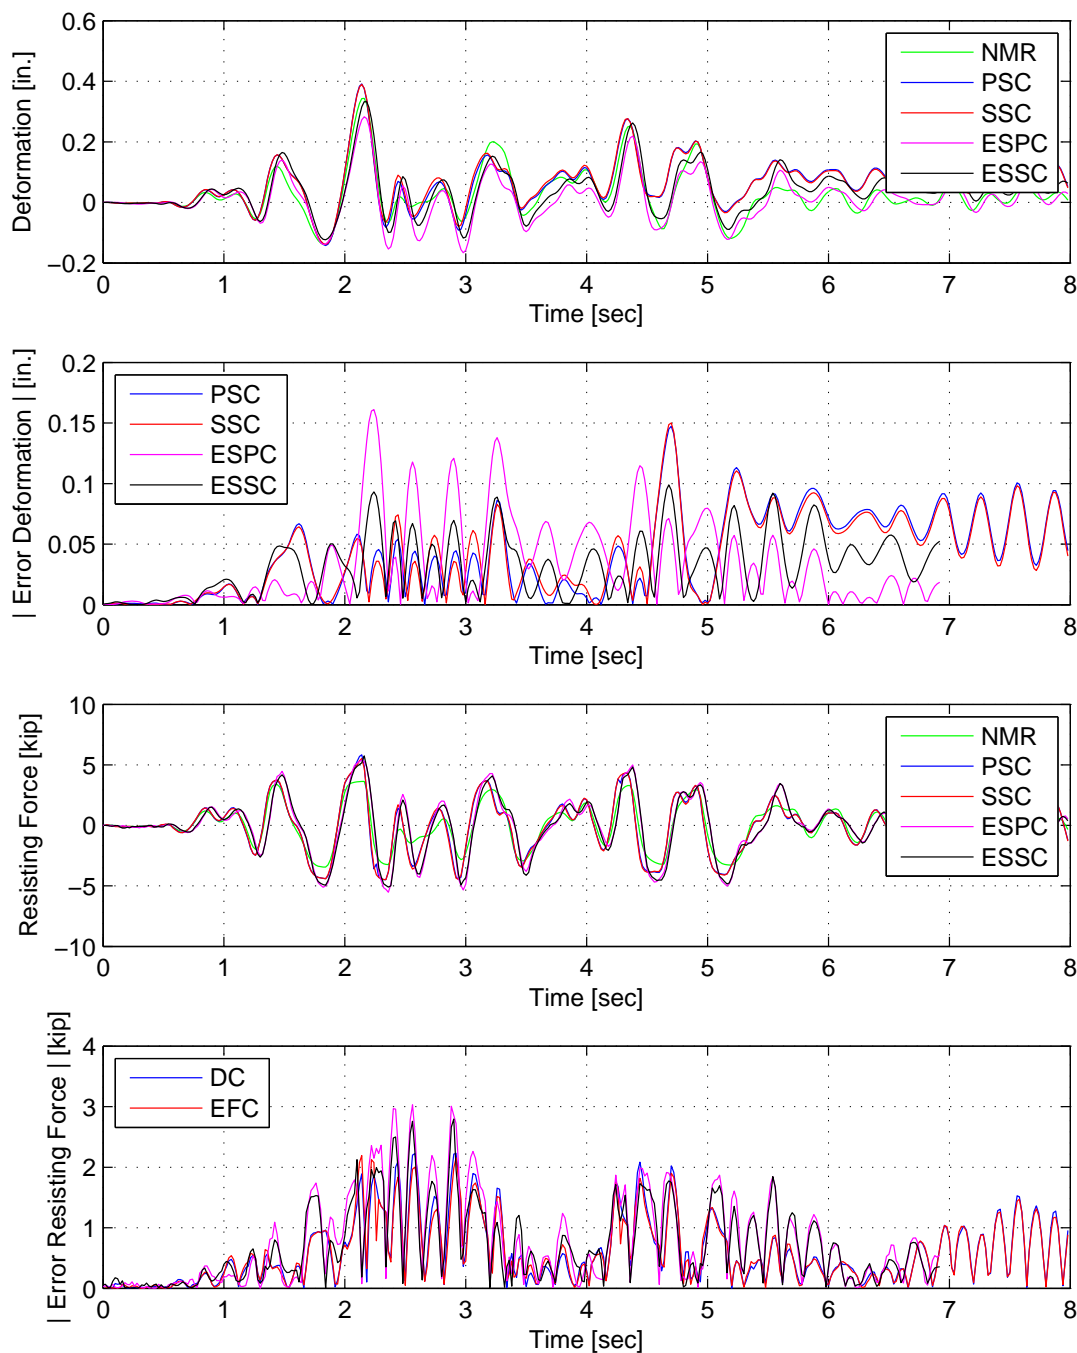 0.6
0.4
0.2
0
−0.2
Deformation [in.]
NMR
PSC
SSC
ESPC
ESSC
0 1 2 3 4 5 6 7 8
Time [sec]
0.2
0.15
0.1
0.05
0
| Error Deformation | [in.]
PSC
SSC
ESPC
ESSC
0 1 2 3 4 5 6 7 8
Time [sec]
10
5
0
−5
−10
Resisting Force [kip]
NMR
PSC
SSC
ESPC
ESSC
0 1 2 3 4 5 6 7 8
Time [sec]
4
3
2
1
0
| Error Resisting Force | [kip]
DC
EFC
0 1 2 3 4 5 6 7 8
Time [sec]